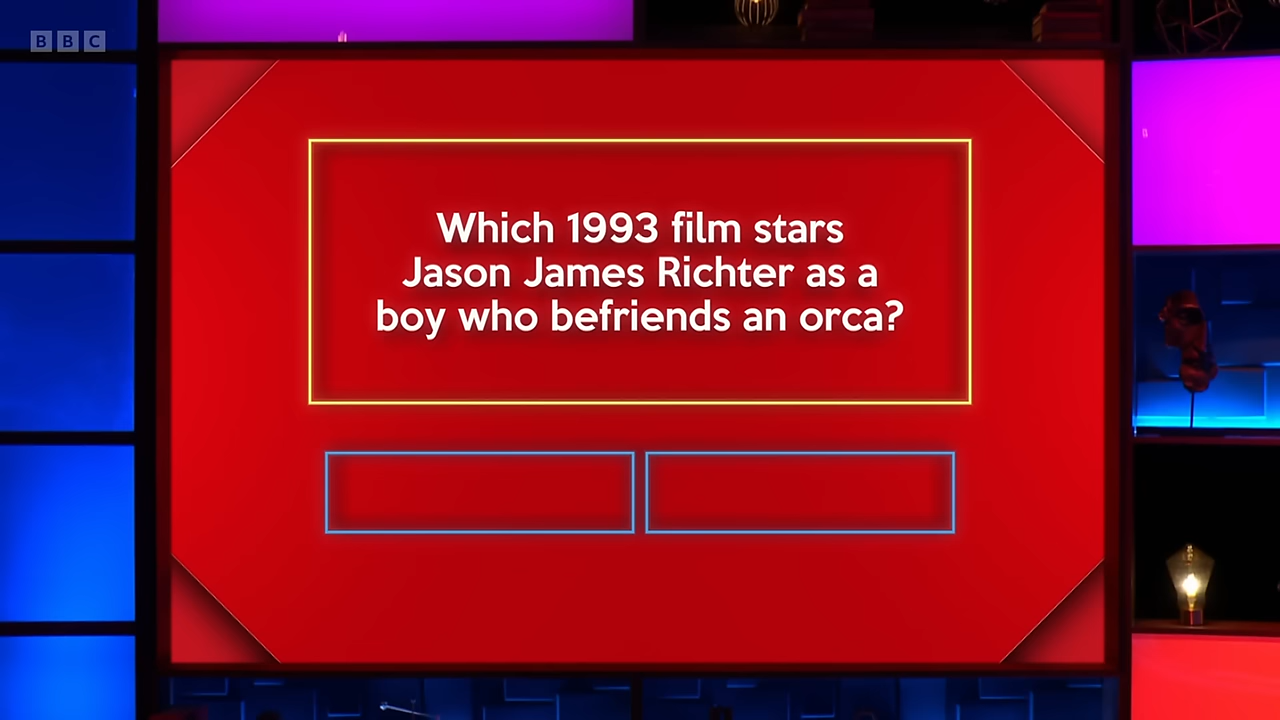 BBC
Which 1993 film stars
Jason James Richter as a
boy who befriends an orca?